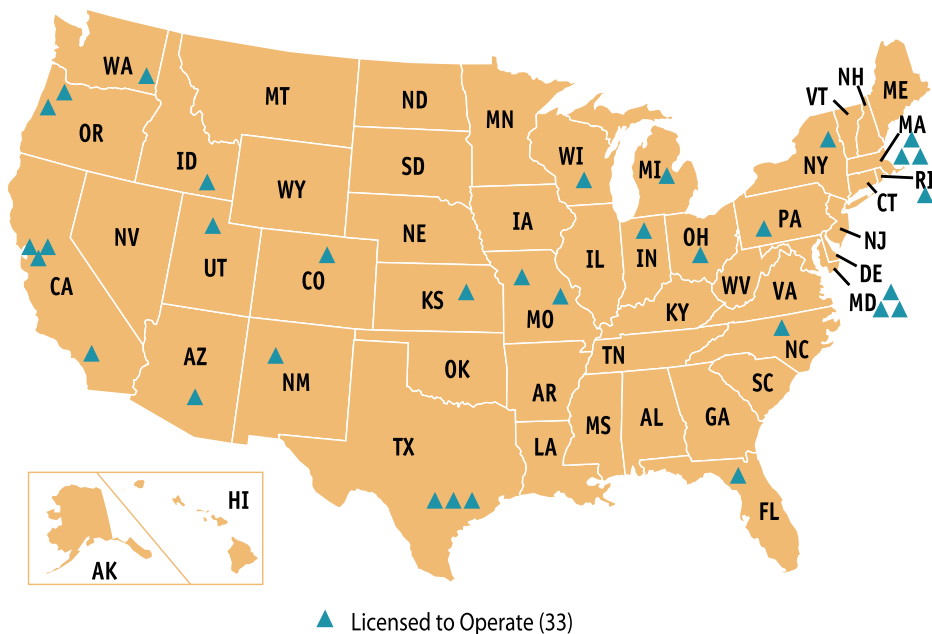 NH
ME
WA
VT
MT
ND
MN
MA
OR
WI
MI
NY
ID
SD
RI
WY
CT
IA
PA
NE
NV
OH
NJ
UT
CO
IL
IN
DE
CA
WV
VA
KS
MO
KY
MD
AZ
TN
NC
OK
NM
SC
AR
MS
AL
GA
TX
LA
HI
FL
AK
Licensed to Operate (33)